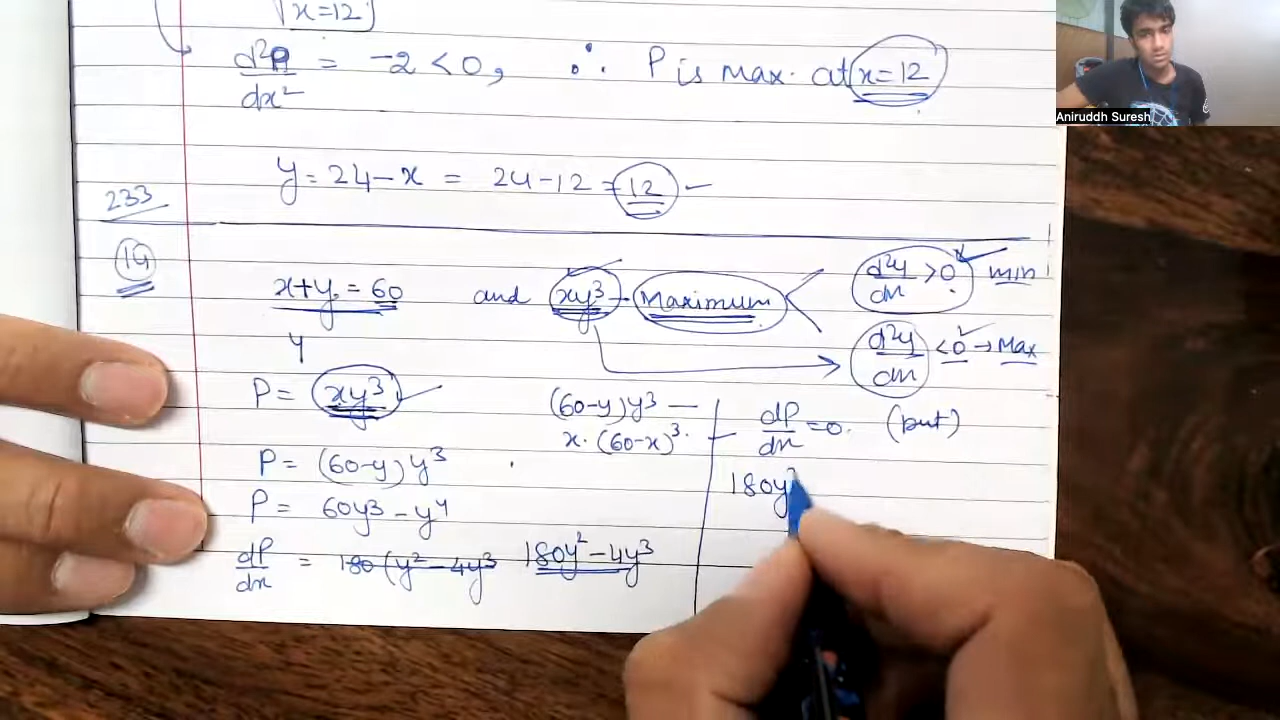 x=12
d²P/dx² = -2 < 0, ∴ P is max. at x=12
y = 24-x = 24-12 = 12
233
14
x+y = 60 and xy³ - Maximum
d²y/dx > 0 min
d²y/dx < 0 → Max
y
P = xy³
(60-y)y³ —
x.(60-x)³.
dP/dx = 0. (put)
P = (60-y)y³
180y²
P = 60y³ - y⁴
dP/dx = 180(y² - 4y³ 180y² - 4y³
Aniruddh Suresh